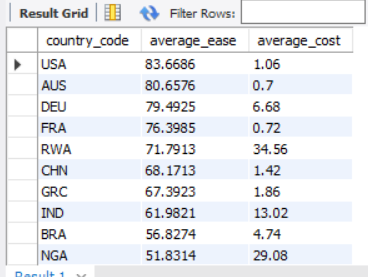 Result Grid Filter Rows:
country_code average_ease average_cost
USA 83.6686 1.06
AUS 80.6576 0.7
DEU 79.4925 6.68
FRA 76.3985 0.72
RWA 71.7913 34.56
CHN 68.1713 1.42
GRC 67.3923 1.86
IND 61.9821 13.02
BRA 56.8274 4.74
NGA 51.8314 29.08
Result 1